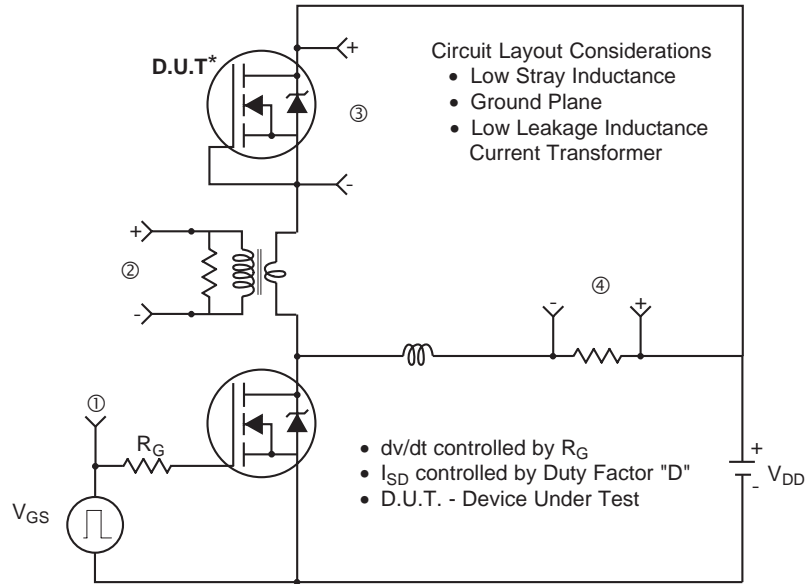 D.U.T*
+
Circuit Layout Considerations
• Low Stray Inductance
• Ground Plane
• Low Leakage Inductance
Current Transformer
③
-
+
②
-
④
- +
①
R_G
• dv/dt controlled by R_G
• I_SD controlled by Duty Factor "D"
• D.U.T. - Device Under Test
+
V_DD
-
V_GS